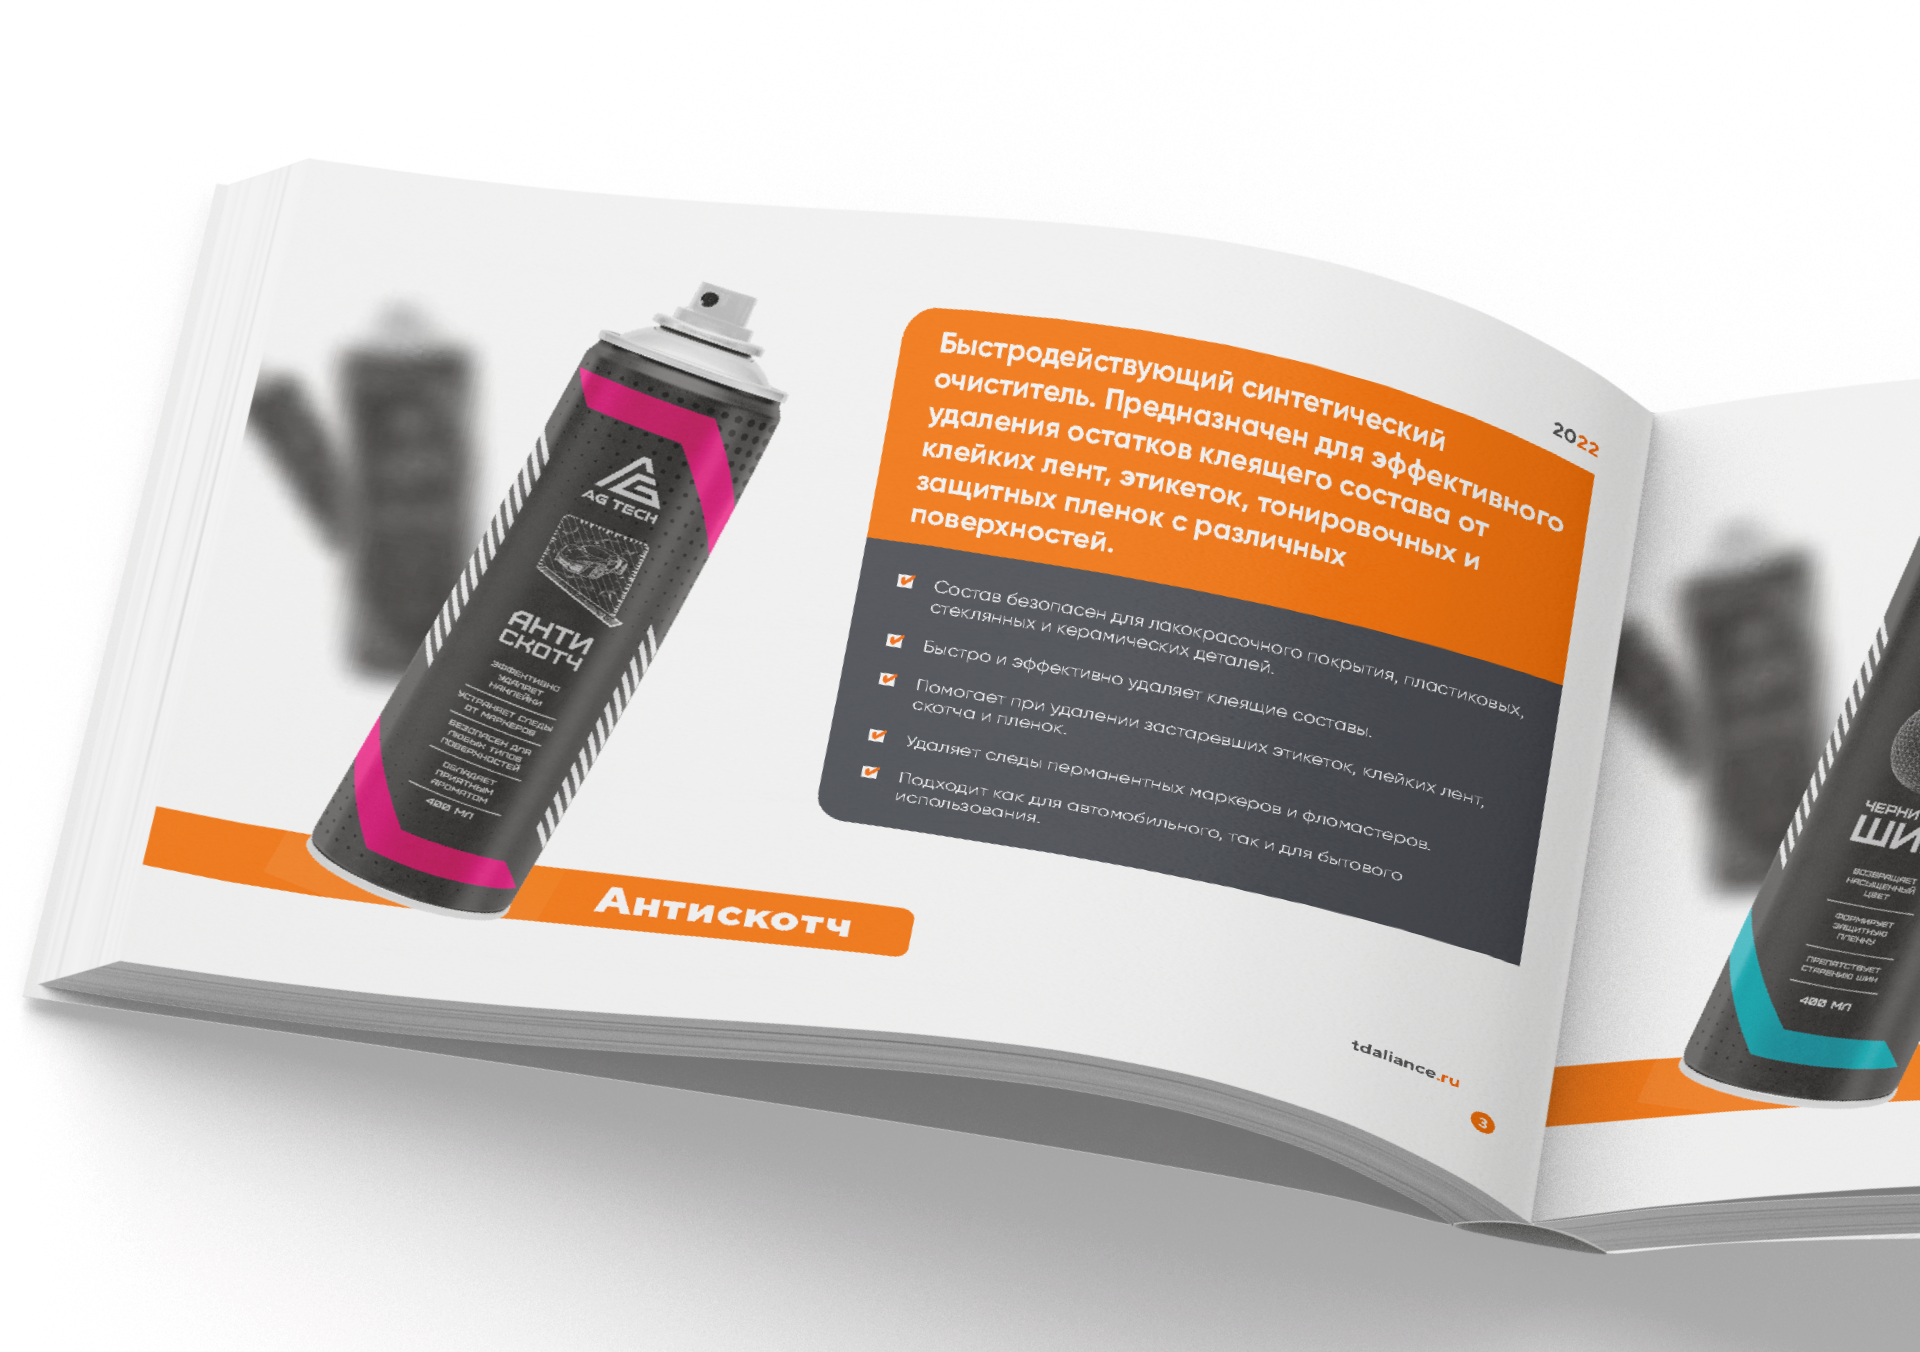 AG TECH
АНТИ
СКОТЧ
ЭФФЕКТИВНО
УДАЛЯЕТ
НАКЛЕЙКИ
УСТРАНЯЕТ СЛЕДЫ
ОТ МАРКЕРОВ
БЕЗОПАСЕН ДЛЯ
ЛЮБЫХ ТИПОВ
ПОВЕРХНОСТЕЙ
ОБЛАДАЕТ
ПРИЯТНЫМ
АРОМАТОМ
400 МЛ
Антискотч
2022
Быстродействующий синтетический
очиститель. Предназначен для эффективного
удаления остатков клеящего состава от
клейких лент, этикеток, тонировочных и
защитных пленок с различных
поверхностей.
Состав безопасен для лакокрасочного покрытия, пластиковых,
стеклянных и керамических деталей.
Быстро и эффективно удаляет клеящие составы.
Помогает при удалении застаревших этикеток, клейких лент,
скотча и пленок.
Удаляет следы перманентных маркеров и фломастеров.
Подходит как для автомобильного, так и для бытового
использования.
tdaliance.ru
3
ЧЕРНИ
ШИ
ВОЗВРАЩАЕТ
НАСЫЩЕННЫЙ
ЦВЕТ
ФОРМИРУЕТ
ЗАЩИТНУЮ
ПЛЕНКУ
ПРЕПЯТСТВУЕТ
СТАРЕНИЮ ШИН
400 МЛ